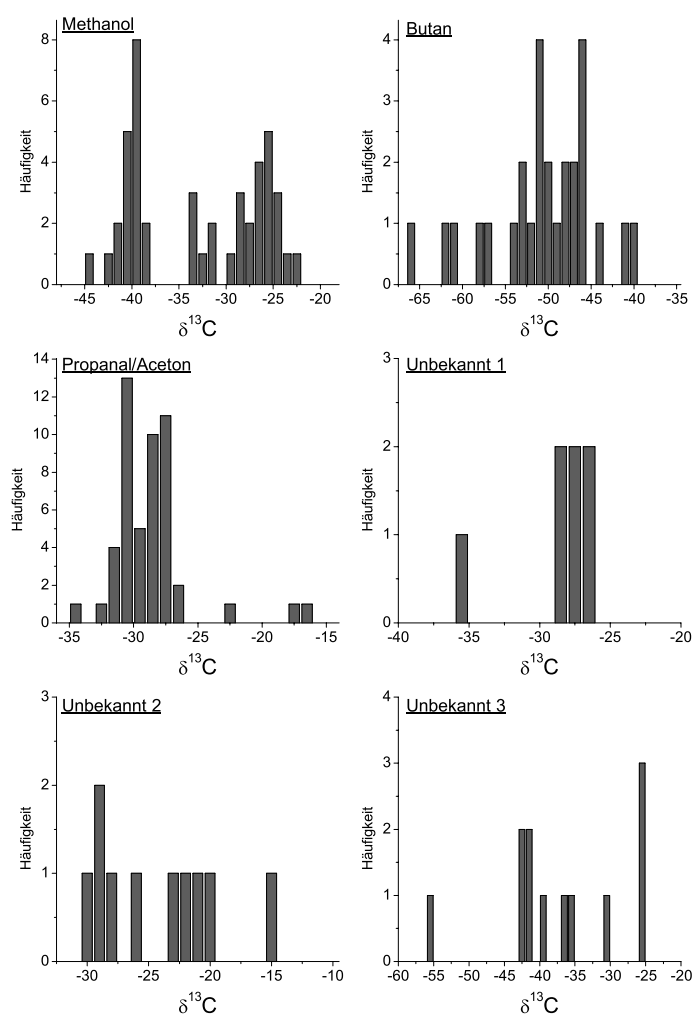 Methanol
8
6
4
2
0
Häufigkeit
-45 -40 -35 -30 -25 -20
δ13C
Butan
4
3
2
1
0
Häufigkeit
-65 -60 -55 -50 -45 -40 -35
δ13C
Propanal/Aceton
14
12
10
8
6
4
2
0
Häufigkeit
-35 -30 -25 -20 -15
δ13C
Unbekannt 1
3
2
1
0
Häufigkeit
-40 -35 -30 -25 -20
δ13C
Unbekannt 2
3
2
1
0
Häufigkeit
-30 -25 -20 -15 -10
δ13C
Unbekannt 3
4
3
2
1
0
Häufigkeit
-60 -55 -50 -45 -40 -35 -30 -25 -20
δ13C